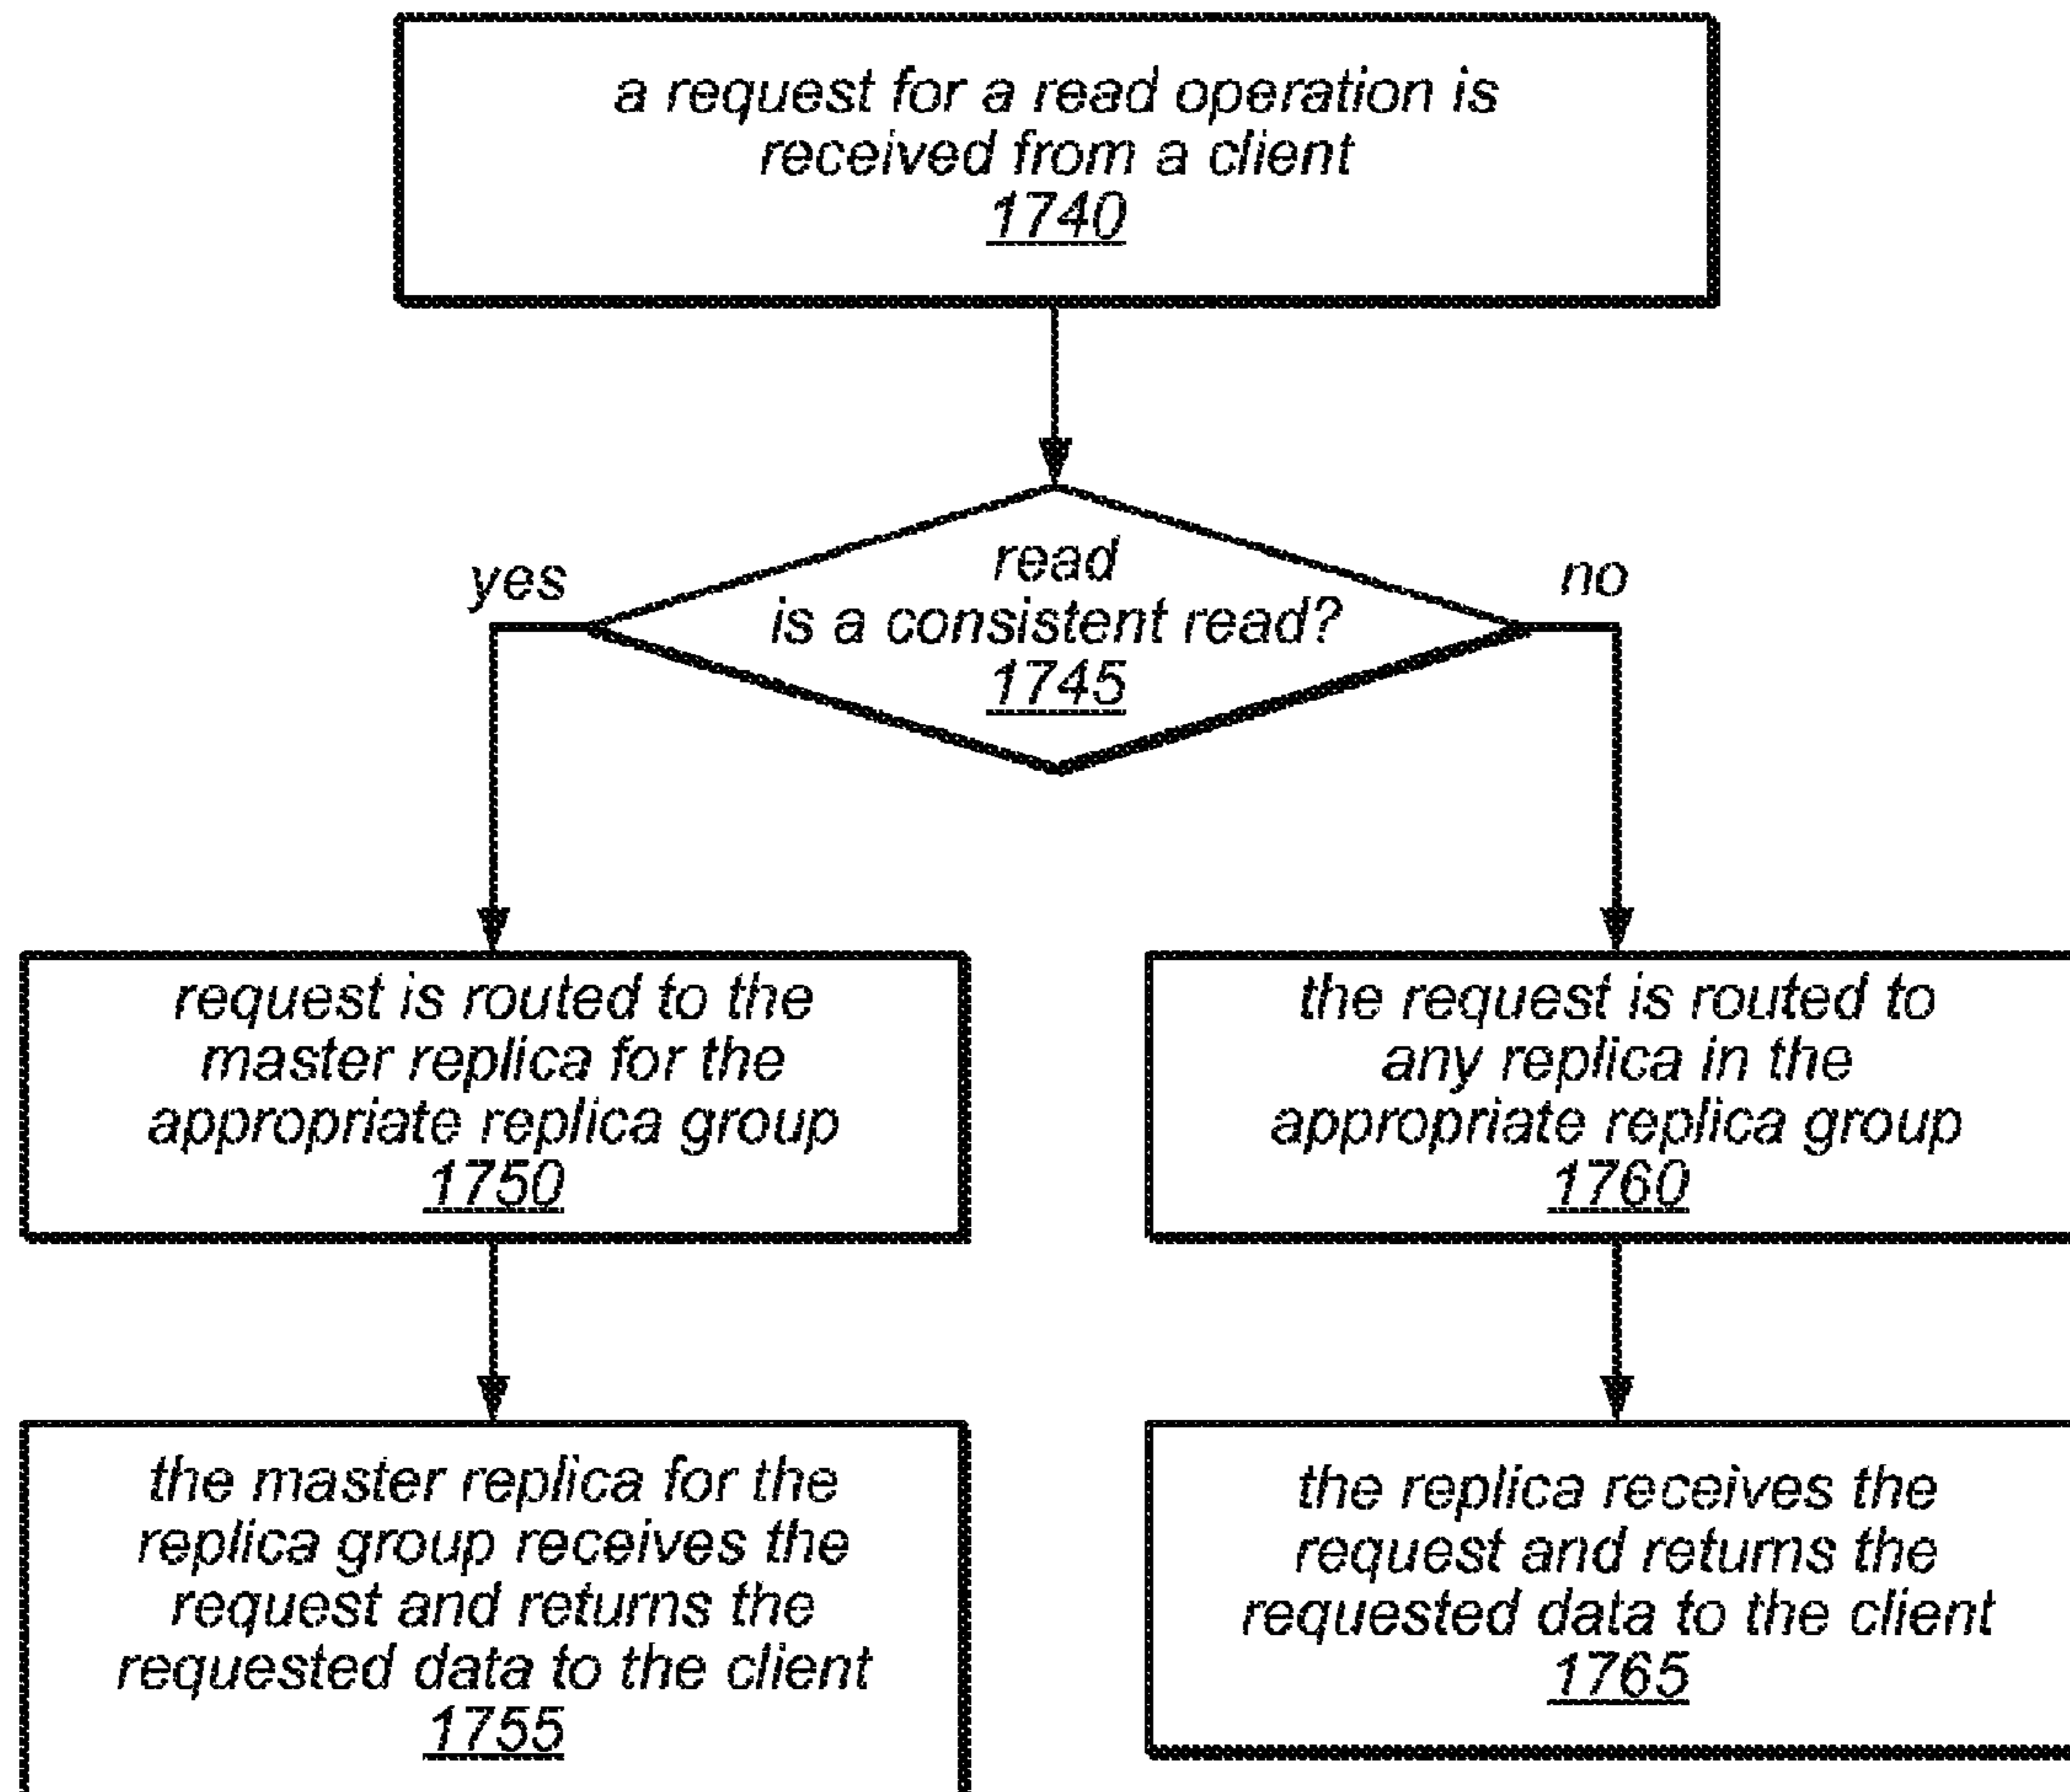 a request for a read operation is
received from a client
1740
read
is a consistent read?
1745
yes
no
request is routed to the
master replica for the
appropriate replica group
1750
the request is routed to
any replica in the
appropriate replica group
1760
the master replica for the
replica group receives the
request and returns the
requested data to the client
1755
the replica receives the
request and returns the
requested data to the client
1765